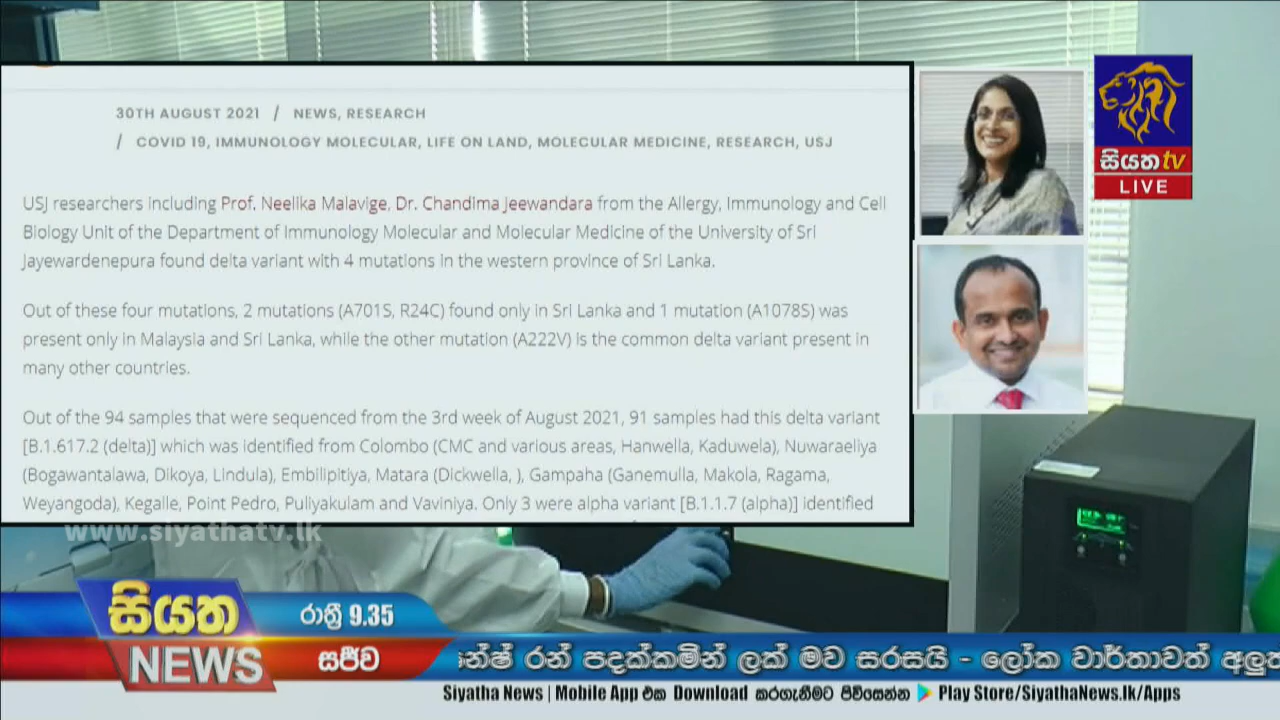 30TH AUGUST 2021 / NEWS, RESEARCH
/ COVID 19, IMMUNOLOGY MOLECULAR, LIFE ON LAND, MOLECULAR MEDICINE, RESEARCH, USJ
USJ researchers including Prof. Neelika Malavige, Dr. Chandima Jeewandara from the Allergy, Immunology and Cell
Biology Unit of the Department of Immunology Molecular and Molecular Medicine of the University of Sri
Jayewardenepura found delta variant with 4 mutations in the western province of Sri Lanka.
Out of these four mutations, 2 mutations (A701S, R24C) found only in Sri Lanka and 1 mutation (A1078S) was
present only in Malaysia and Sri Lanka, while the other mutation (A222V) is the common delta variant present in
many other countries.
Out of the 94 samples that were sequenced from the 3rd week of August 2021, 91 samples had this delta variant
[B.1.617.2 (delta)] which was identified from Colombo (CMC and various areas, Hanwella, Kaduwela), Nuwaraeliya
(Bogawantalawa, Dikoya, Lindula), Embilipitiya, Matara (Dickwella, ), Gampaha (Ganemulla, Makola, Ragama,
Weyangoda), Kegalle, Point Pedro, Puliyakulam and Vaviniya. Only 3 were alpha variant [B.1.1.7 (alpha)] identified
සියත tv
LIVE
www.siyathatv.lk
සියත
NEWS
රාත්‍රී 9.35
සජීව
රන් පදක්කමින් ලක් මව සරසයි - ලෝක වාර්තාවත් අලුත්
Siyatha News | Mobile App එක Download කරගැනීමට පිවිසෙන්න Play Store/SiyathaNews.lk/Apps